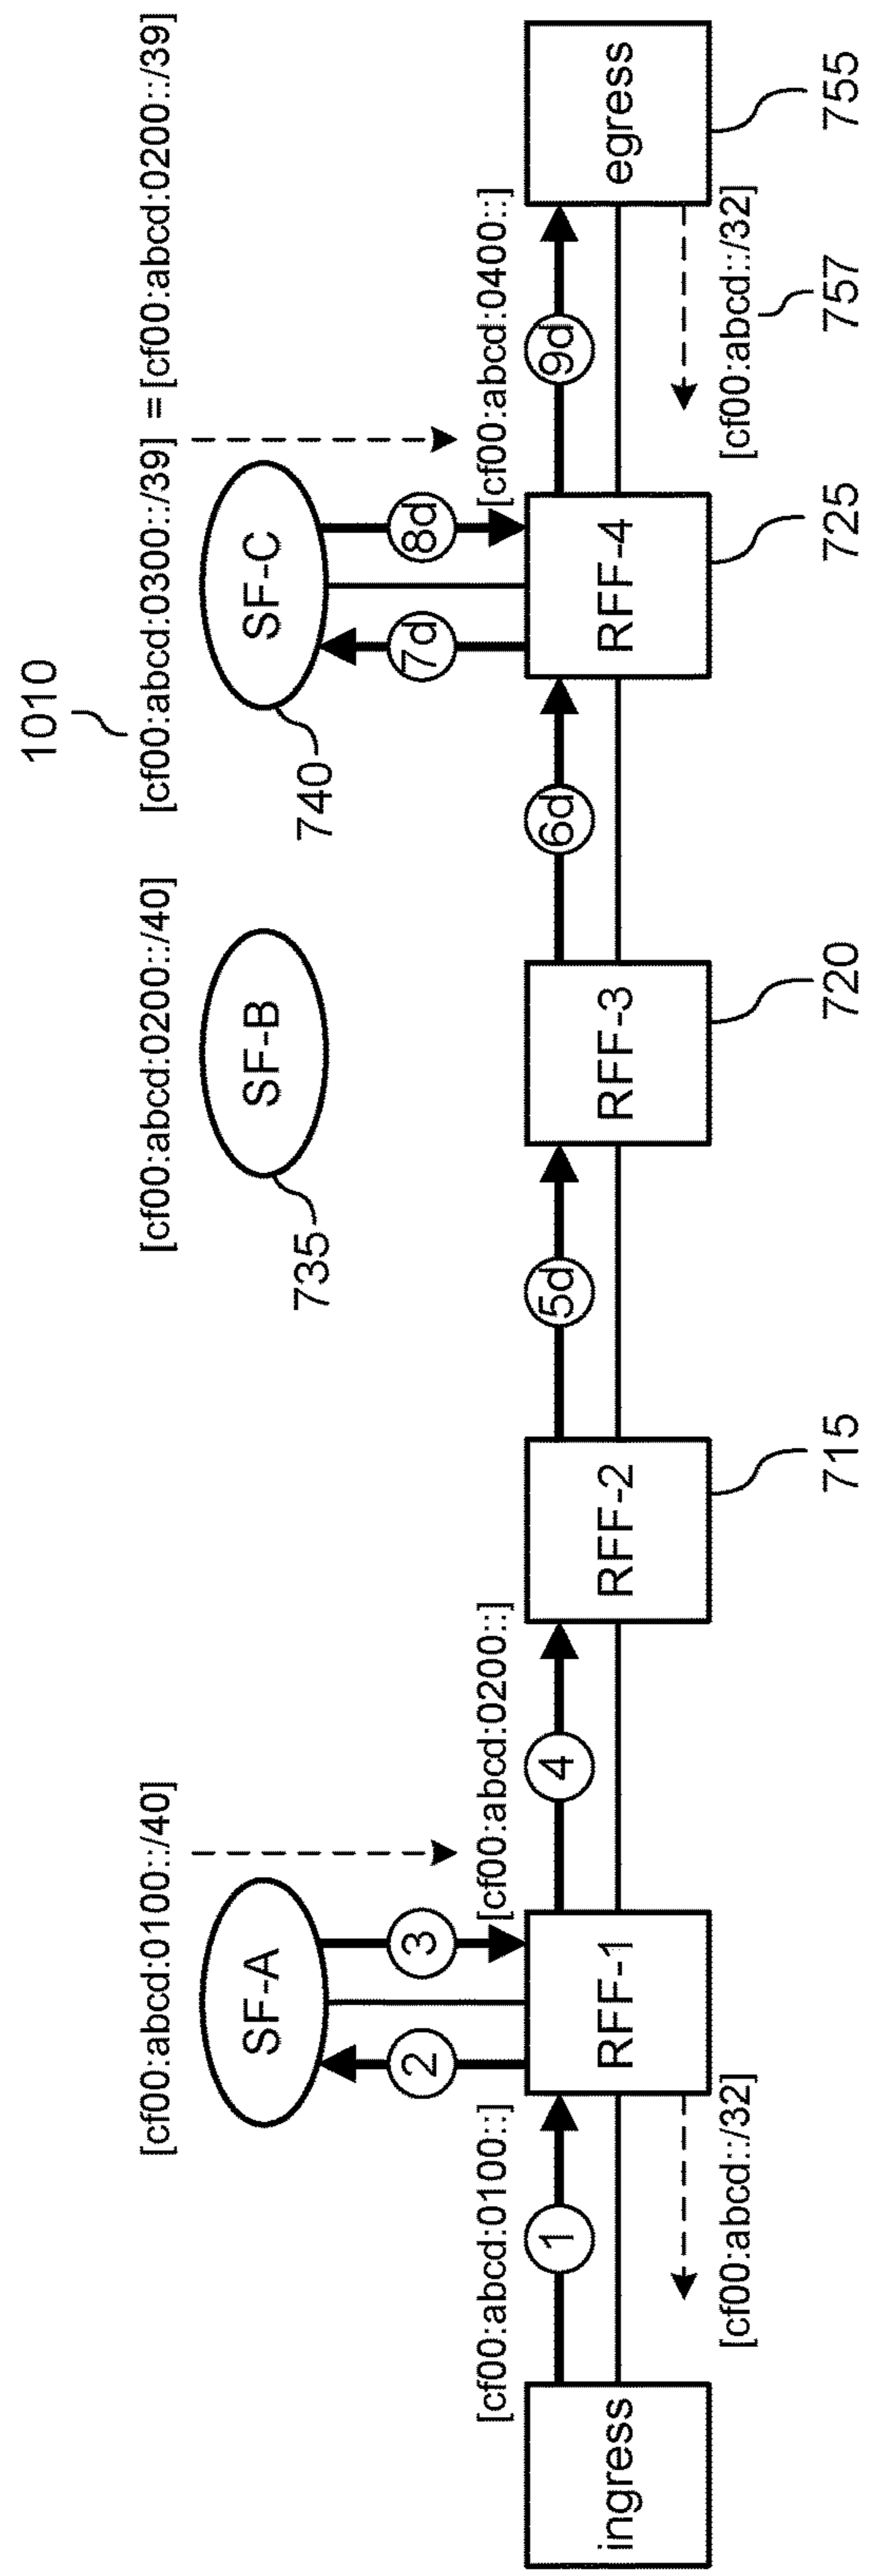 1010
[cf00:abcd:0100::/40]
[cf00:abcd:0200::/40]
[cf00:abcd:0300::/39] = [cf00:abcd:0200::/39]
SF-A
SF-B
SF-C
735
740
2
3
7d
8d
[cf00:abcd:0100::]
[cf00:abcd:0200::]
[cf00:abcd:0400::]
1
4
5d
6d
9d
ingress
RFF-1
RFF-2
RFF-3
RFF-4
egress
[cf00:abcd::/32]
[cf00:abcd::/32]
715
720
725
757
755